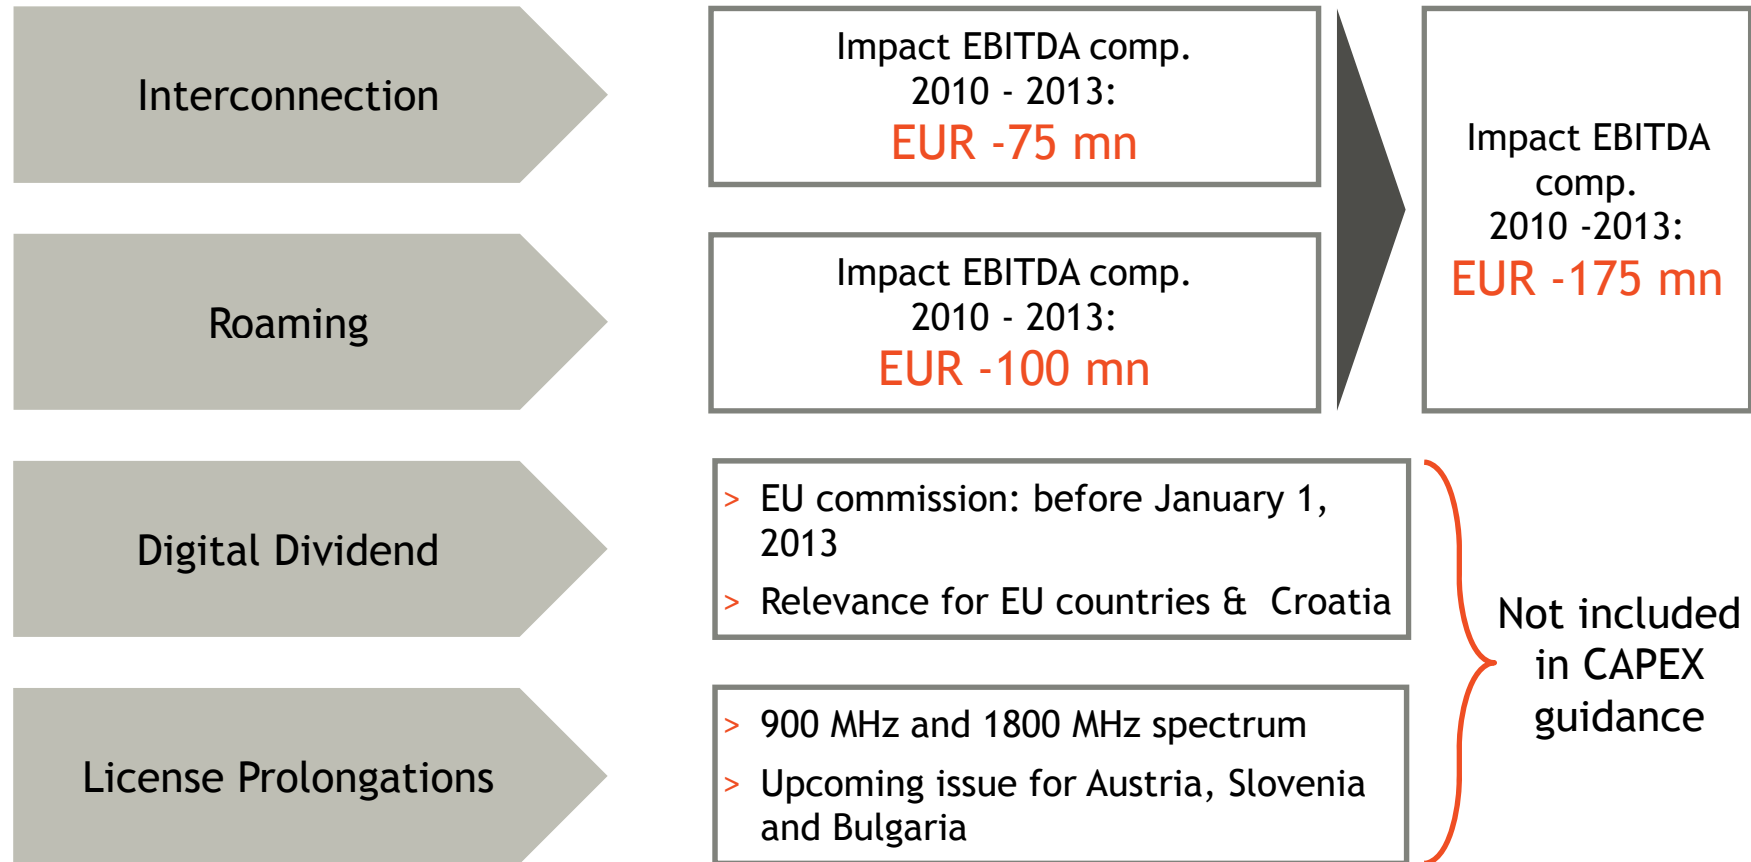 Interconnection
Impact EBITDA comp.
2010 - 2013:
EUR -75 mn
Roaming
Impact EBITDA comp.
2010 - 2013:
EUR -100 mn
Impact EBITDA
comp.
2010 -2013:
EUR -175 mn
Digital Dividend
> EU commission: before January 1,
2013
> Relevance for EU countries & Croatia
License Prolongations
> 900 MHz and 1800 MHz spectrum
> Upcoming issue for Austria, Slovenia
and Bulgaria
Not included
in CAPEX
guidance